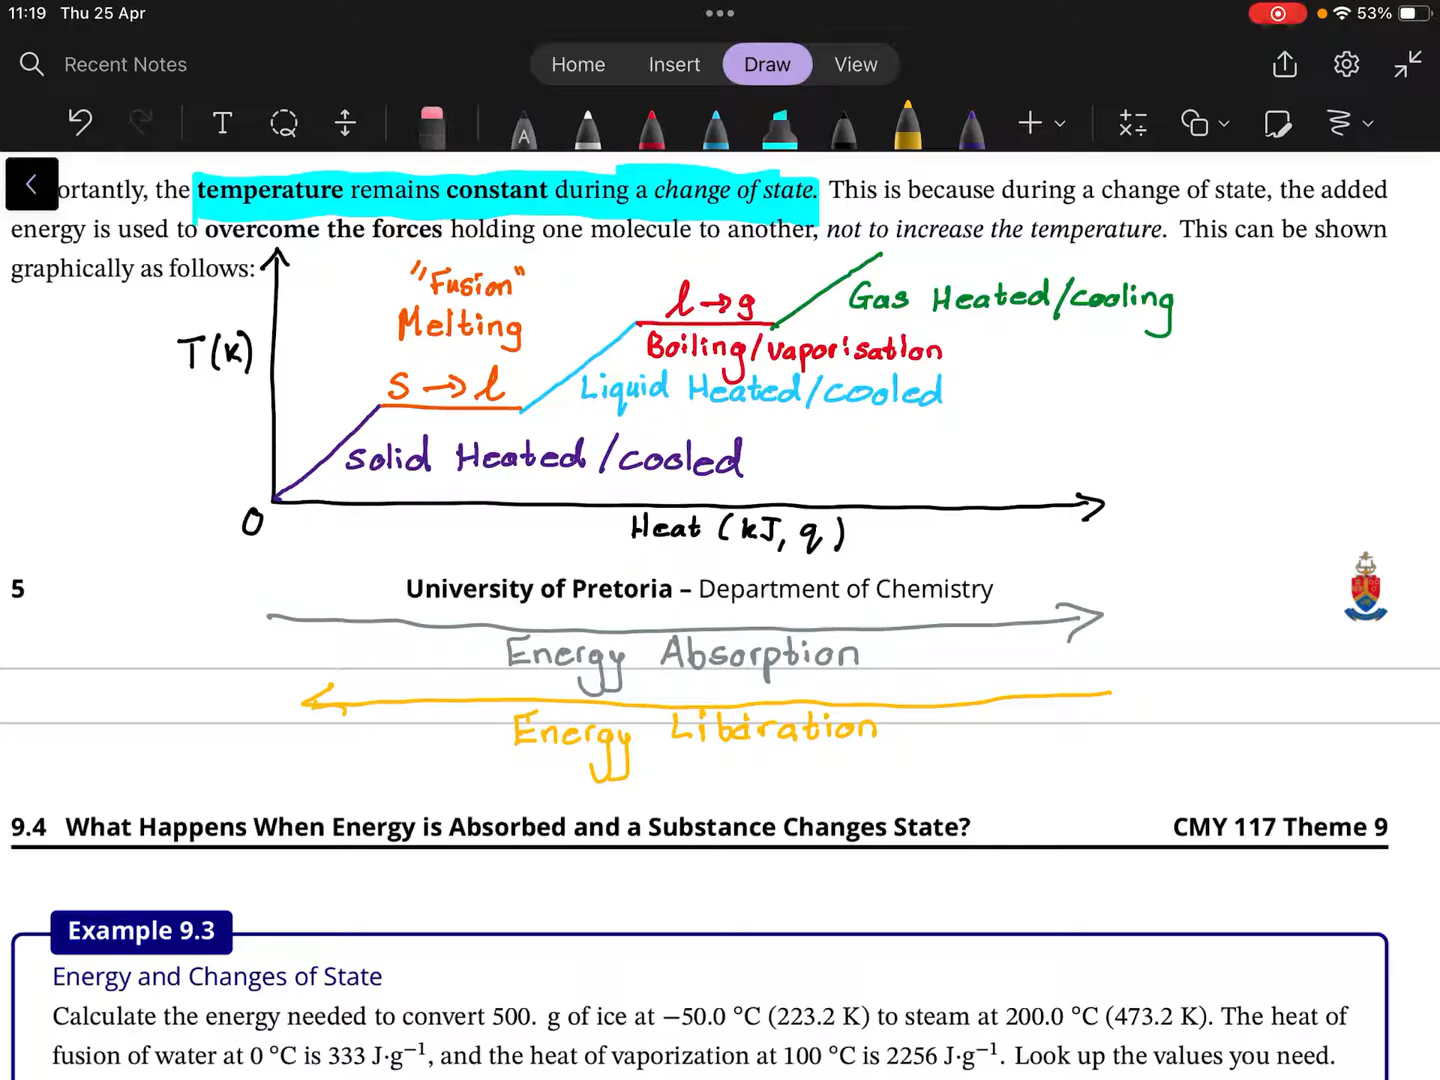 11:19 Thu 25 Apr
53%
Recent Notes
Home Insert Draw View
T
A
ortantly, the temperature remains constant during a change of state. This is because during a change of state, the added
energy is used to overcome the forces holding one molecule to another, not to increase the temperature. This can be shown
graphically as follows:
"Fusion"
Melting
l → g
Gas Heated/cooling
T(K)
Boiling/vaporisation
S → l
Liquid Heated/cooled
Solid Heated/cooled
0
Heat (kJ, q)
5 University of Pretoria – Department of Chemistry
Energy Absorption
Energy Libiration
9.4 What Happens When Energy is Absorbed and a Substance Changes State? CMY 117 Theme 9
Example 9.3
Energy and Changes of State
Calculate the energy needed to convert 500. g of ice at −50.0 °C (223.2 K) to steam at 200.0 °C (473.2 K). The heat of
fusion of water at 0 °C is 333 J·g⁻¹, and the heat of vaporization at 100 °C is 2256 J·g⁻¹. Look up the values you need.